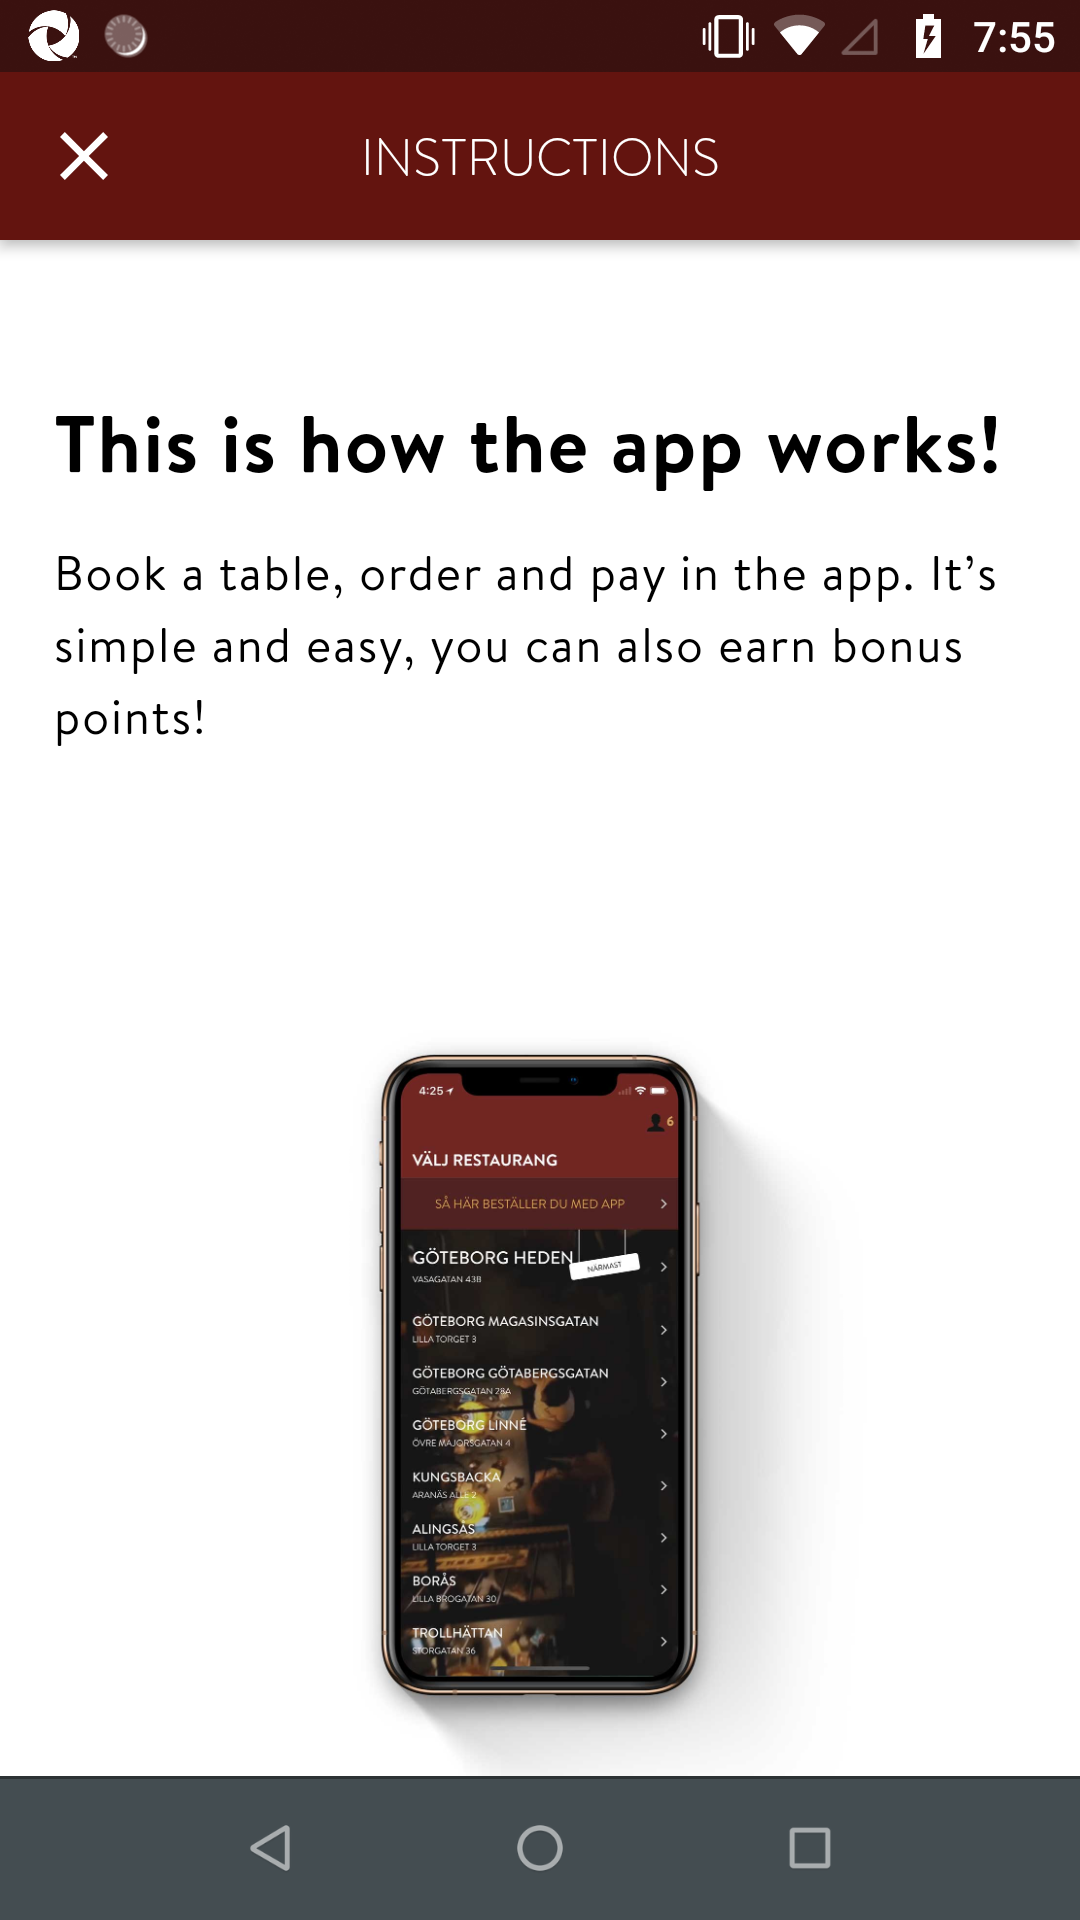 7:55
INSTRUCTIONS
This is how the app works!
Book a table, order and pay in the app. It’s
simple and easy, you can also earn bonus
points!
4:25
6
VÄLJ RESTAURANG
SÅ HÄR BESTÄLLER DU MED APP
GÖTEBORG HEDEN
NÄRMAST
VASAGATAN 43B
GÖTEBORG MAGASINSGATAN
LILLA TORGET 3
GÖTEBORG GÖTABERGSGATAN
GÖTABERGSGATAN 28A
GÖTEBORG LINNÉ
ÖVRE MAJORSGATAN 4
KUNGSBACKA
ARANÄS ALLÉ 2
ALINGSÅS
LILLA TORGET 3
BORÅS
LILLA BROGATAN 30
TROLLHÄTTAN
STORGATAN 36